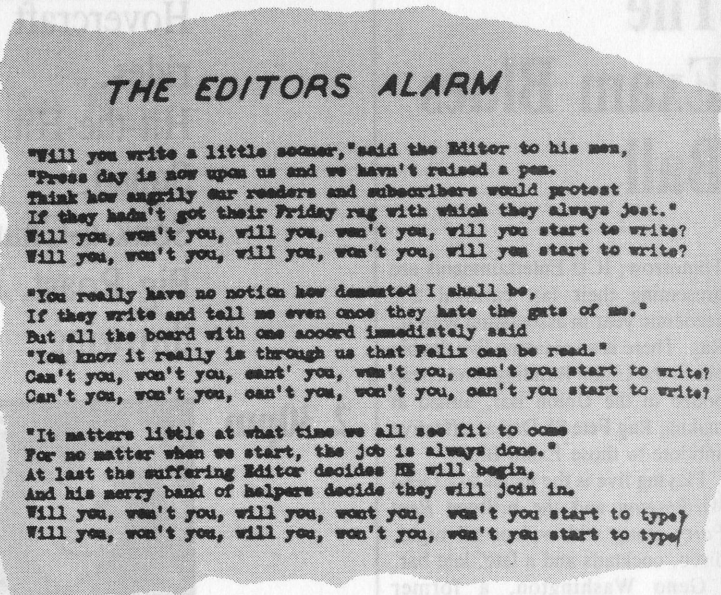 THE EDITORS ALARM
"Will you write a little sooner,"said the Editor to his men,
"Press day is now upon us and we havn't raised a pen.
Think how angrily our readers and subscribers would protest
If they hadn't got their Friday rag with which they always jest."
Will you, won't you, will you, won't you, will you start to write?
Will you, won't you, will you, won't you, will you start to write?
"You really have no notion how demented I shall be,
If they write and tell me even once they hate the guts of me."
But all the board with one accord immediately said
"You know it really is through us that Felix can be read."
Can't you, won't you, cant' you, won't you, can't you start to write?
Can't you, won't you, can't you, won't you, can't you start to write?
"It matters little at what time we all see fit to come
For no matter when we start, the job is always done."
At last the suffering Editor decides HE will begin,
And his merry band of helpers decide they will join in.
Will you, won't you, will you, wont you, won't you start to type?
Will you, won't you, will you, won't you, won't you start to type/